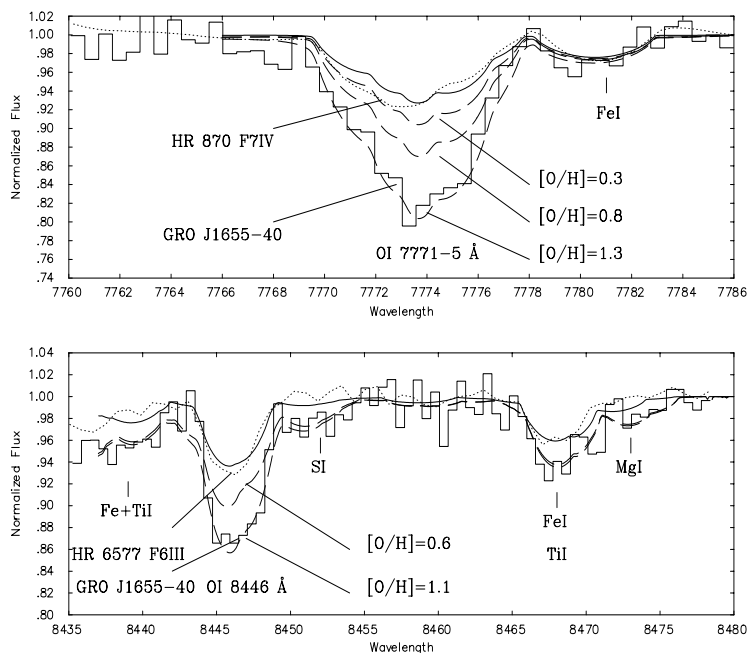 1.02
1.00
.98
.96
.94
.92
.90
.88
.86
.84
.82
.80
.78
.76
.74
Normalized Flux
HR 870 F7IV
GRO J1655-40
OI 7771-5 Å
FeI
[O/H]=0.3
[O/H]=0.8
[O/H]=1.3
7760 7762 7764 7766 7768 7770 7772 7774 7776 7778 7780 7782 7784 7786
Wavelength
1.04
1.02
1.00
.98
.96
.94
.92
.90
.88
.86
.84
.82
.80
Normalized Flux
Fe+TiI
SI
MgI
FeI
TiI
HR 6577 F6III
[O/H]=0.6
GRO J1655-40 OI 8446 Å
[O/H]=1.1
8435 8440 8445 8450 8455 8460 8465 8470 8475 8480
Wavelength